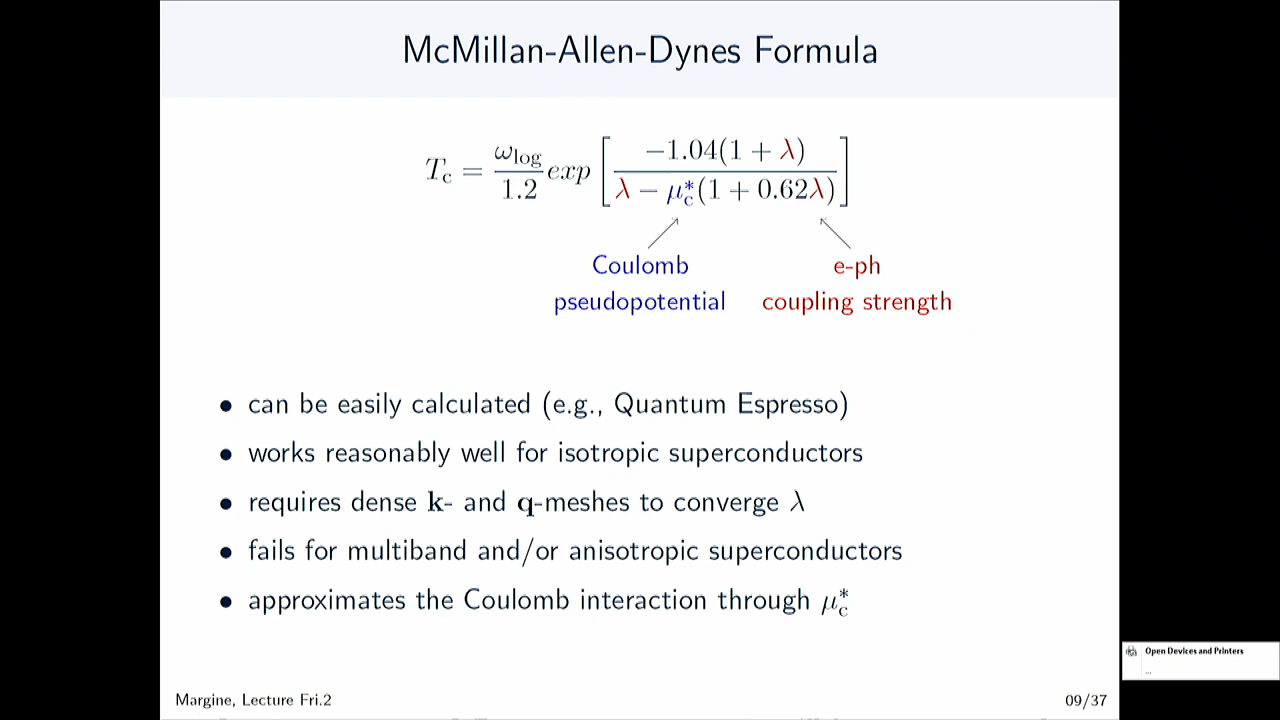 McMillan-Allen-Dynes Formula
T_c = ω_log/1.2 exp [ −1.04(1 + λ) / λ − μ*_c(1 + 0.62λ) ]
Coulomb
pseudopotential
e-ph
coupling strength
• can be easily calculated (e.g., Quantum Espresso)
• works reasonably well for isotropic superconductors
• requires dense k- and q-meshes to converge λ
• fails for multiband and/or anisotropic superconductors
• approximates the Coulomb interaction through μ*_c
Open Devices and Printers
...
Margine, Lecture Fri.2
09/37